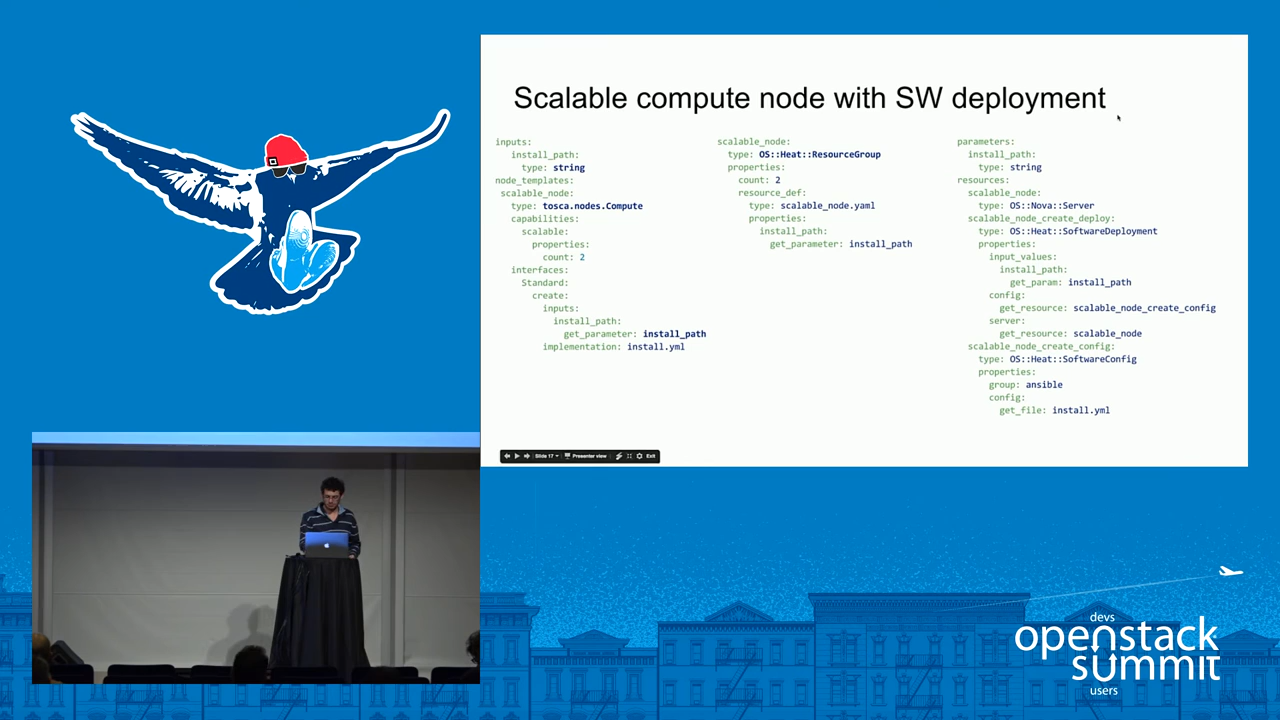 Scalable compute node with SW deployment
inputs:
install_path:
type: string
node_templates:
scalable_node:
type: tosca.nodes.Compute
capabilities:
scalable:
properties:
count: 2
interfaces:
Standard:
create:
inputs:
install_path:
get_parameter: install_path
implementation: install.yml
scalable_node:
type: OS::Heat::ResourceGroup
properties:
count: 2
resource_def:
type: scalable_node.yaml
properties:
install_path:
get_parameter: install_path
parameters:
install_path:
type: string
resources:
scalable_node:
type: OS::Nova::Server
scalable_node_create_deploy:
type: OS::Heat::SoftwareDeployment
properties:
input_values:
install_path:
get_param: install_path
config:
get_resource: scalable_node_create_config
server:
get_resource: scalable_node
scalable_node_create_config:
type: OS::Heat::SoftwareConfig
properties:
group: ansible
config:
get_file: install.yml
Slide 17 Presenter view Exit
devs
openstack
summit
users